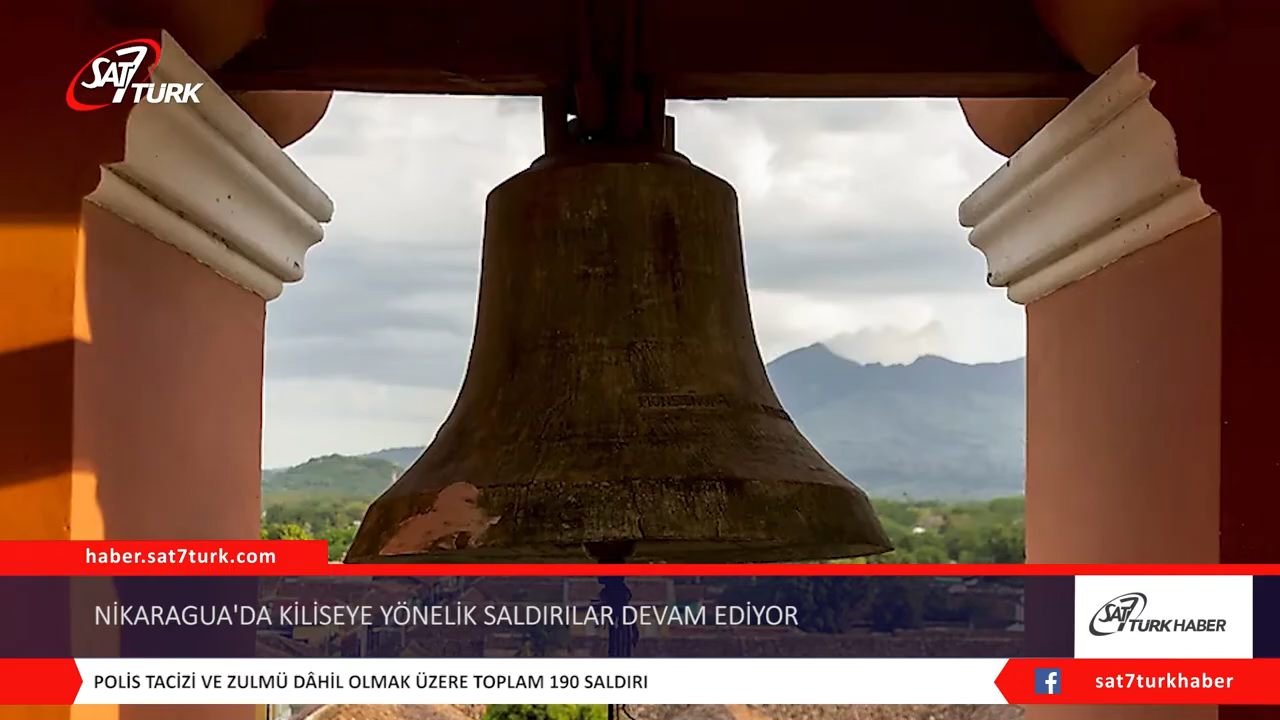 SAT7
TURK
haber.sat7turk.com
NİKARAGUA'DA KİLİSEYE YÖNELİK SALDIRILAR DEVAM EDİYOR
SAT7
TURK HABER
POLİS TACİZİ VE ZULMÜ DÂHİL OLMAK ÜZERE TOPLAM 190 SALDIRI
sat7turkhaber